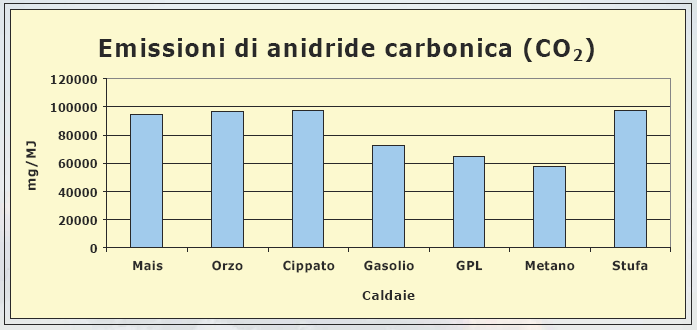 Emissioni di anidride carbonica (CO₂)
120000
100000
80000
60000
40000
20000
0
mg/MJ
Mais Orzo Cippato Gasolio GPL Metano Stufa
Caldaie